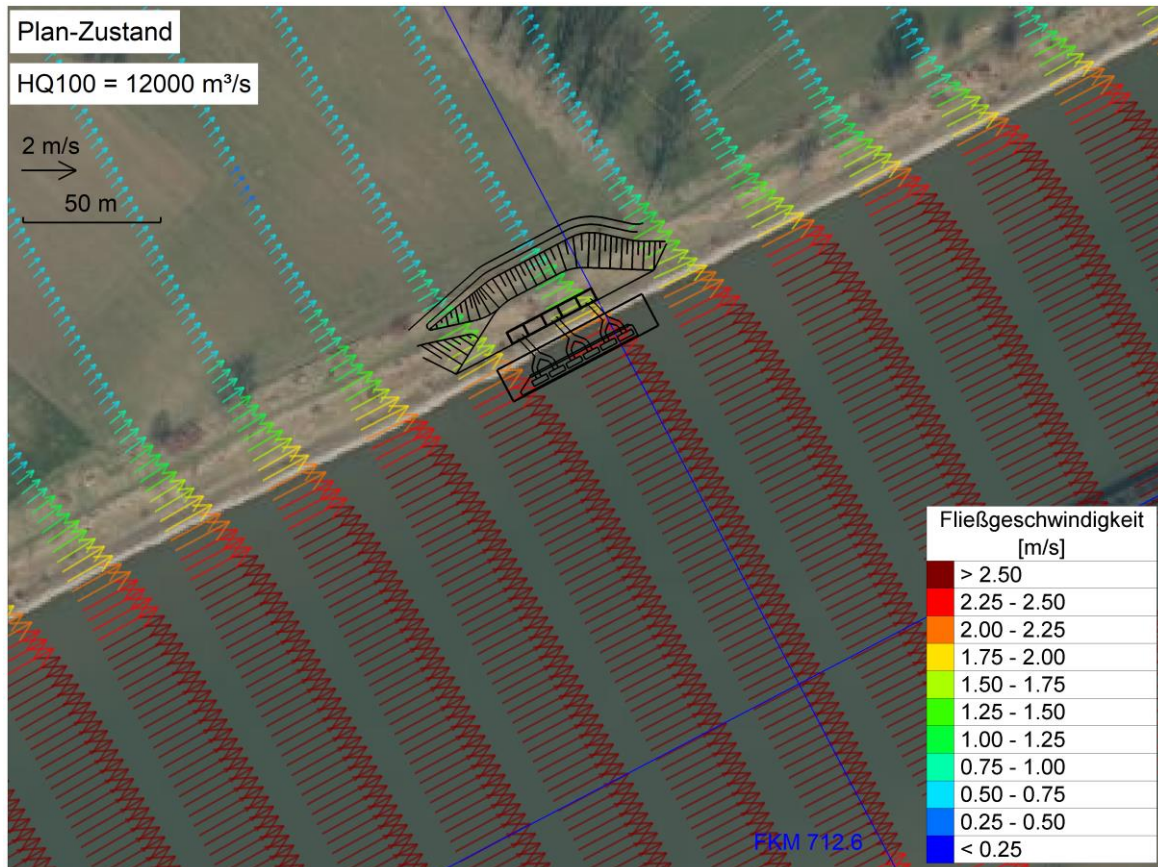 Plan-Zustand
HQ100 = 12000 m³/s
2 m/s
50 m
Fließgeschwindigkeit
[m/s]
> 2.50
2.25 - 2.50
2.00 - 2.25
1.75 - 2.00
1.50 - 1.75
1.25 - 1.50
1.00 - 1.25
0.75 - 1.00
0.50 - 0.75
0.25 - 0.50
< 0.25
FKM 712.6